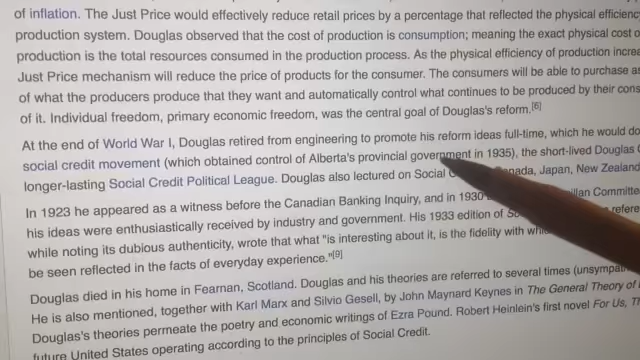 of inflation. The Just Price would effectively reduce retail prices by a percentage that reflected the physical
production system. Douglas observed that the cost of production is consumption; meaning the exact physical cost
production is the total resources consumed in the production process. As the physical efficiency of production
Just Price mechanism will reduce the price of products for the consumer. The consumers will be able to purchase
of what the producers produce that they want and automatically control what continues to be produced by their
of it. Individual freedom, primary economic freedom, was the central goal of Douglas's reform.[6]
At the end of World War I, Douglas retired from engineering to promote his reform ideas full-time, which he would
social credit movement (which obtained control of Alberta's provincial government in 1935), the short-lived Douglas
longer-lasting Social Credit Political League. Douglas also lectured on Social Japan, New Zealand
In 1923 he appeared as a witness before the Canadian Banking Inquiry, and in 1930
his ideas were enthusiastically received by industry and government. His 1933 edition of
while noting its dubious authenticity, wrote that what "is interesting about it, is the fidelity with
be seen reflected in the facts of everyday experience."[9]
Douglas died in his home in Fearnan, Scotland. Douglas and his theories are referred to several times
He is also mentioned, together with Karl Marx and Silvio Gesell, by John Maynard Keynes in The General Theory of
Douglas's theories permeate the poetry and economic writings of Ezra Pound. Robert Heinlein's first novel For Us,
future United States operating according to the principles of Social Credit.